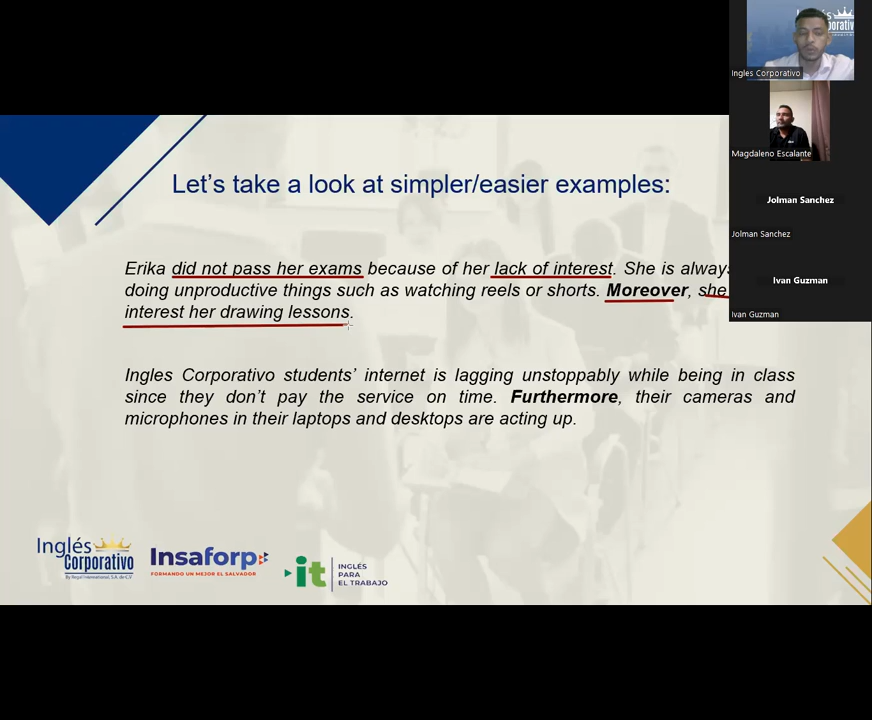 Let's take a look at simpler/easier examples:
Erika did not pass her exams because of her lack of interest. She is always
doing unproductive things such as watching reels or shorts. Moreover, she
interest her drawing lessons.
Ingles Corporativo students' internet is lagging unstoppably while being in class
since they don't pay the service on time. Furthermore, their cameras and
microphones in their laptops and desktops are acting up.
Inglés
Corporativo
By Regal International, S.A. de C.V
Insaforp
FORMANDO UN MEJOR EL SALVADOR
it
INGLÉS
PARA
EL TRABAJO
Ingles Corporativo
Magdaleno Escalante
Jolman Sanchez
Jolman Sanchez
Ivan Guzman
Ivan Guzman